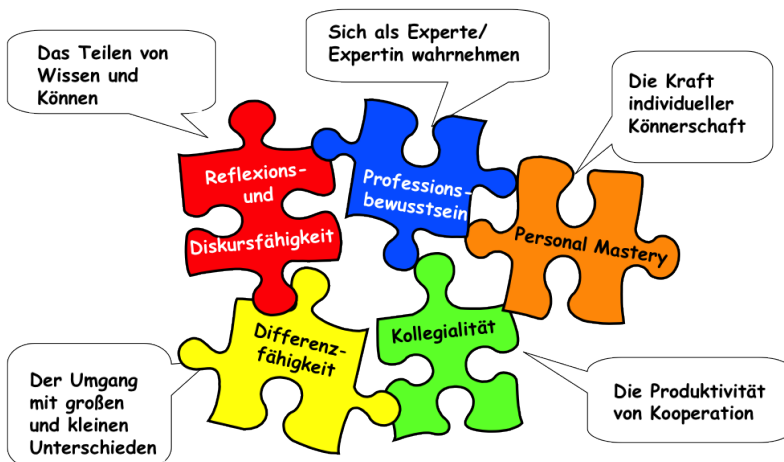 Das Teilen von
Wissen und
Können
Sich als Experte/
Expertin wahrnehmen
Die Kraft
individueller
Könnerschaft
Reflexions-
und
Diskursfähigkeit
Professions-
bewusstsein
Personal Mastery
Differenz-
fähigkeit
Kollegialität
Der Umgang
mit großen
und kleinen
Unterschieden
Die Produktivität
von Kooperation